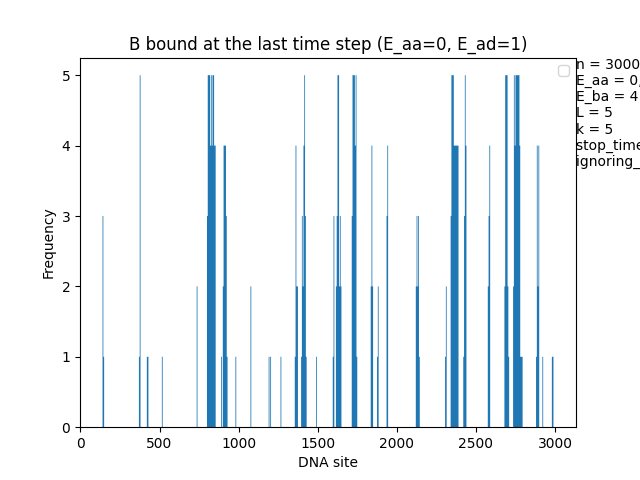 B bound at the last time step (E_aa=0, E_ad=1)
n = 3000
E_aa = 0,
E_ba = 4
L = 5
k = 5
stop_time
ignoring_
Frequency
5
4
3
2
1
0
0 500 1000 1500 2000 2500 3000
DNA site